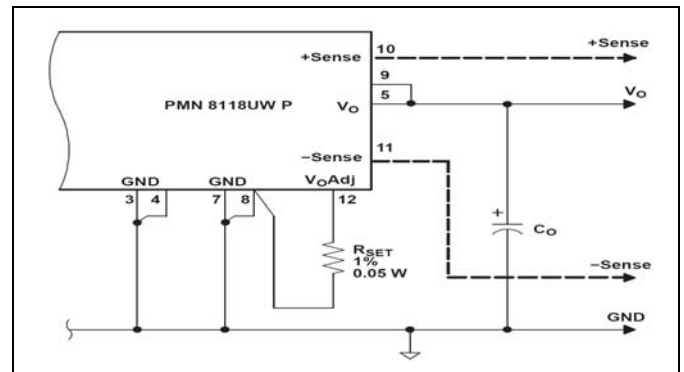 +Sense 10 +Sense
9
PMN 8118UW P VO 5 VO
–Sense 11
GND GND VOAdj
3 4 7 8 12
RSET
1%
0.05 W
+
CO
–Sense
GND